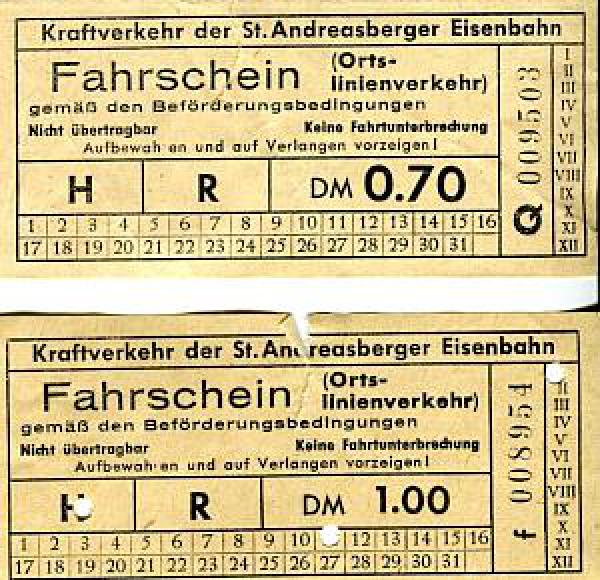 Kraftverkehr der St. Andreasberger Eisenbahn
Fahrschein (Orts-
linienverkehr)
gemäß den Beförderungsbedingungen
Nicht übertragbar Keine Fahrtunterbrechung
Aufbewah en und auf Verlangen vorzeigen!
H R DM 0.70
1 2 3 4 5 6 7 8 9 10 11 12 13 14 15 16
17 18 19 20 21 22 23 24 25 26 27 28 29 30 31
Q 009503
I
II
III
IV
V
VI
VII
VIII
IX
X
XI
XII
Kraftverkehr der St. Andreasberger Eisenbahn
Fahrschein (Orts-
linienverkehr)
gemäß den Beförderungsbedingungen
Nicht übertragbar Keine Fahrtunterbrechung
Aufbewah en und auf Verlangen vorzeigen!
H R DM 1.00
1 2 3 4 5 6 7 8 9 10 12 13 14 15 16
17 18 19 20 21 22 23 24 25 26 27 28 29 30 31
f 008954
II
III
IV
V
VI
VII
VIII
IX
X
XI
XII